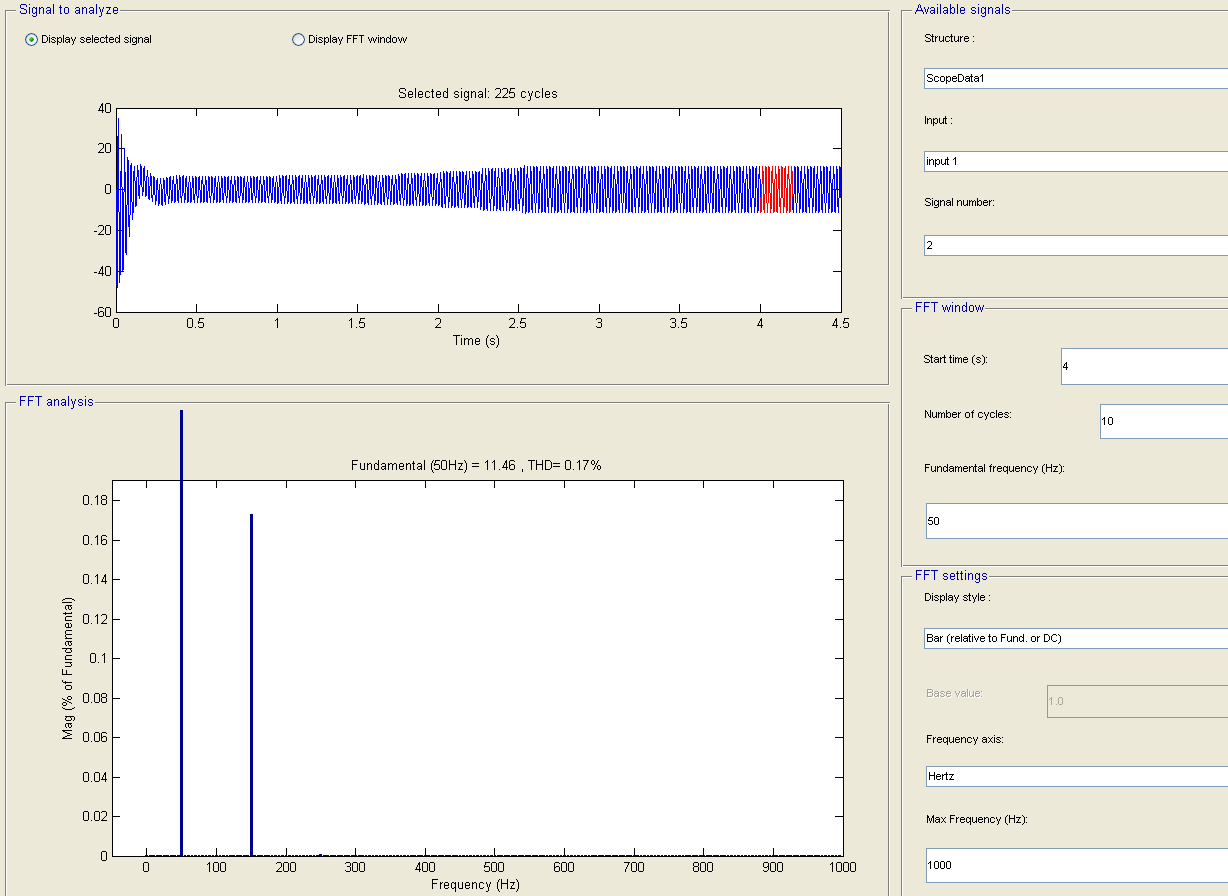 Signal to analyze
Display selected signal
Display FFT window
Selected signal: 225 cycles
40
20
0
-20
-40
-60
0 0.5 1 1.5 2 2.5 3 3.5 4 4.5
Time (s)
FFT analysis
Fundamental (50Hz) = 11.46 , THD= 0.17%
0.18
0.16
0.14
0.12
0.1
0.08
0.06
0.04
0.02
0
Mag (% of Fundamental)
0 100 200 300 400 500 600 700 800 900 1000
Frequency (Hz)
Available signals
Structure :
ScopeData1
Input :
input 1
Signal number:
2
FFT window
Start time (s):
4
Number of cycles:
10
Fundamental frequency (Hz):
50
FFT settings
Display style :
Bar (relative to Fund. or DC)
Base value:
1.0
Frequency axis:
Hertz
Max Frequency (Hz):
1000